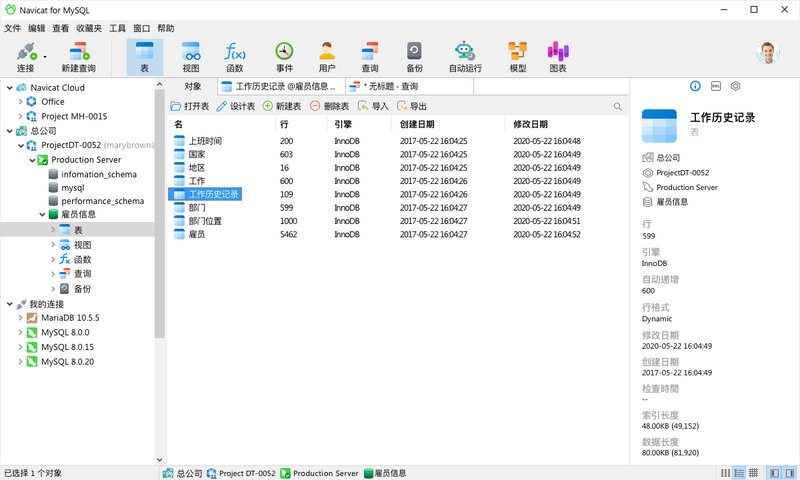 Navicat for MySQL
文件 编辑 查看 收藏夹 工具 窗口 帮助
连接 新建查询 表 视图 函数 事件 用户 查询 备份 自动运行 模型 图表
对象 工作历史记录 @雇员信息 ... * 无标题 - 查询
打开表 设计表 新建表 删除表 导入 导出
Navicat Cloud
Office
Project MH-0015
总公司
ProjectDT-0052 (marybrown@
Production Server
infomation_schema
mysql
performance_schema
雇员信息
表
视图
函数
查询
备份
我的连接
MariaDB 10.5.5
MySQL 8.0.0
MySQL 8.0.15
MySQL 8.0.20
名 行 引擎 创建日期 修改日期
上班时间 200 InnoDB 2017-05-22 16:04:25 2020-05-22 16:04:48
国家 603 InnoDB 2017-05-22 16:04:25 2020-05-22 16:04:49
地区 16 InnoDB 2017-05-22 16:04:25 2020-05-22 16:04:49
工作 600 InnoDB 2017-05-22 16:04:26 2020-05-22 16:04:49
工作历史记录 109 InnoDB 2017-05-22 16:04:26 2020-05-22 16:04:49
部门 599 InnoDB 2017-05-22 16:04:27 2020-05-22 16:04:49
部门位置 1000 InnoDB 2017-05-22 16:04:27 2020-05-22 16:04:51
雇员 5462 InnoDB 2017-05-22 16:04:27 2020-05-22 16:04:52
工作历史记录
表
总公司
ProjectDT-0052
Production Server
雇员信息
行
599
引擎
InnoDB
自动递增
600
行格式
Dynamic
修改日期
2020-05-22 16:04:49
创建日期
2017-05-22 16:04:49
检查時間
--
索引长度
48.00KB (49,152)
数据长度
80.00KB (81,920)
已选择 1 个对象 总公司 Project DT-0052 Production Server 雇员信息